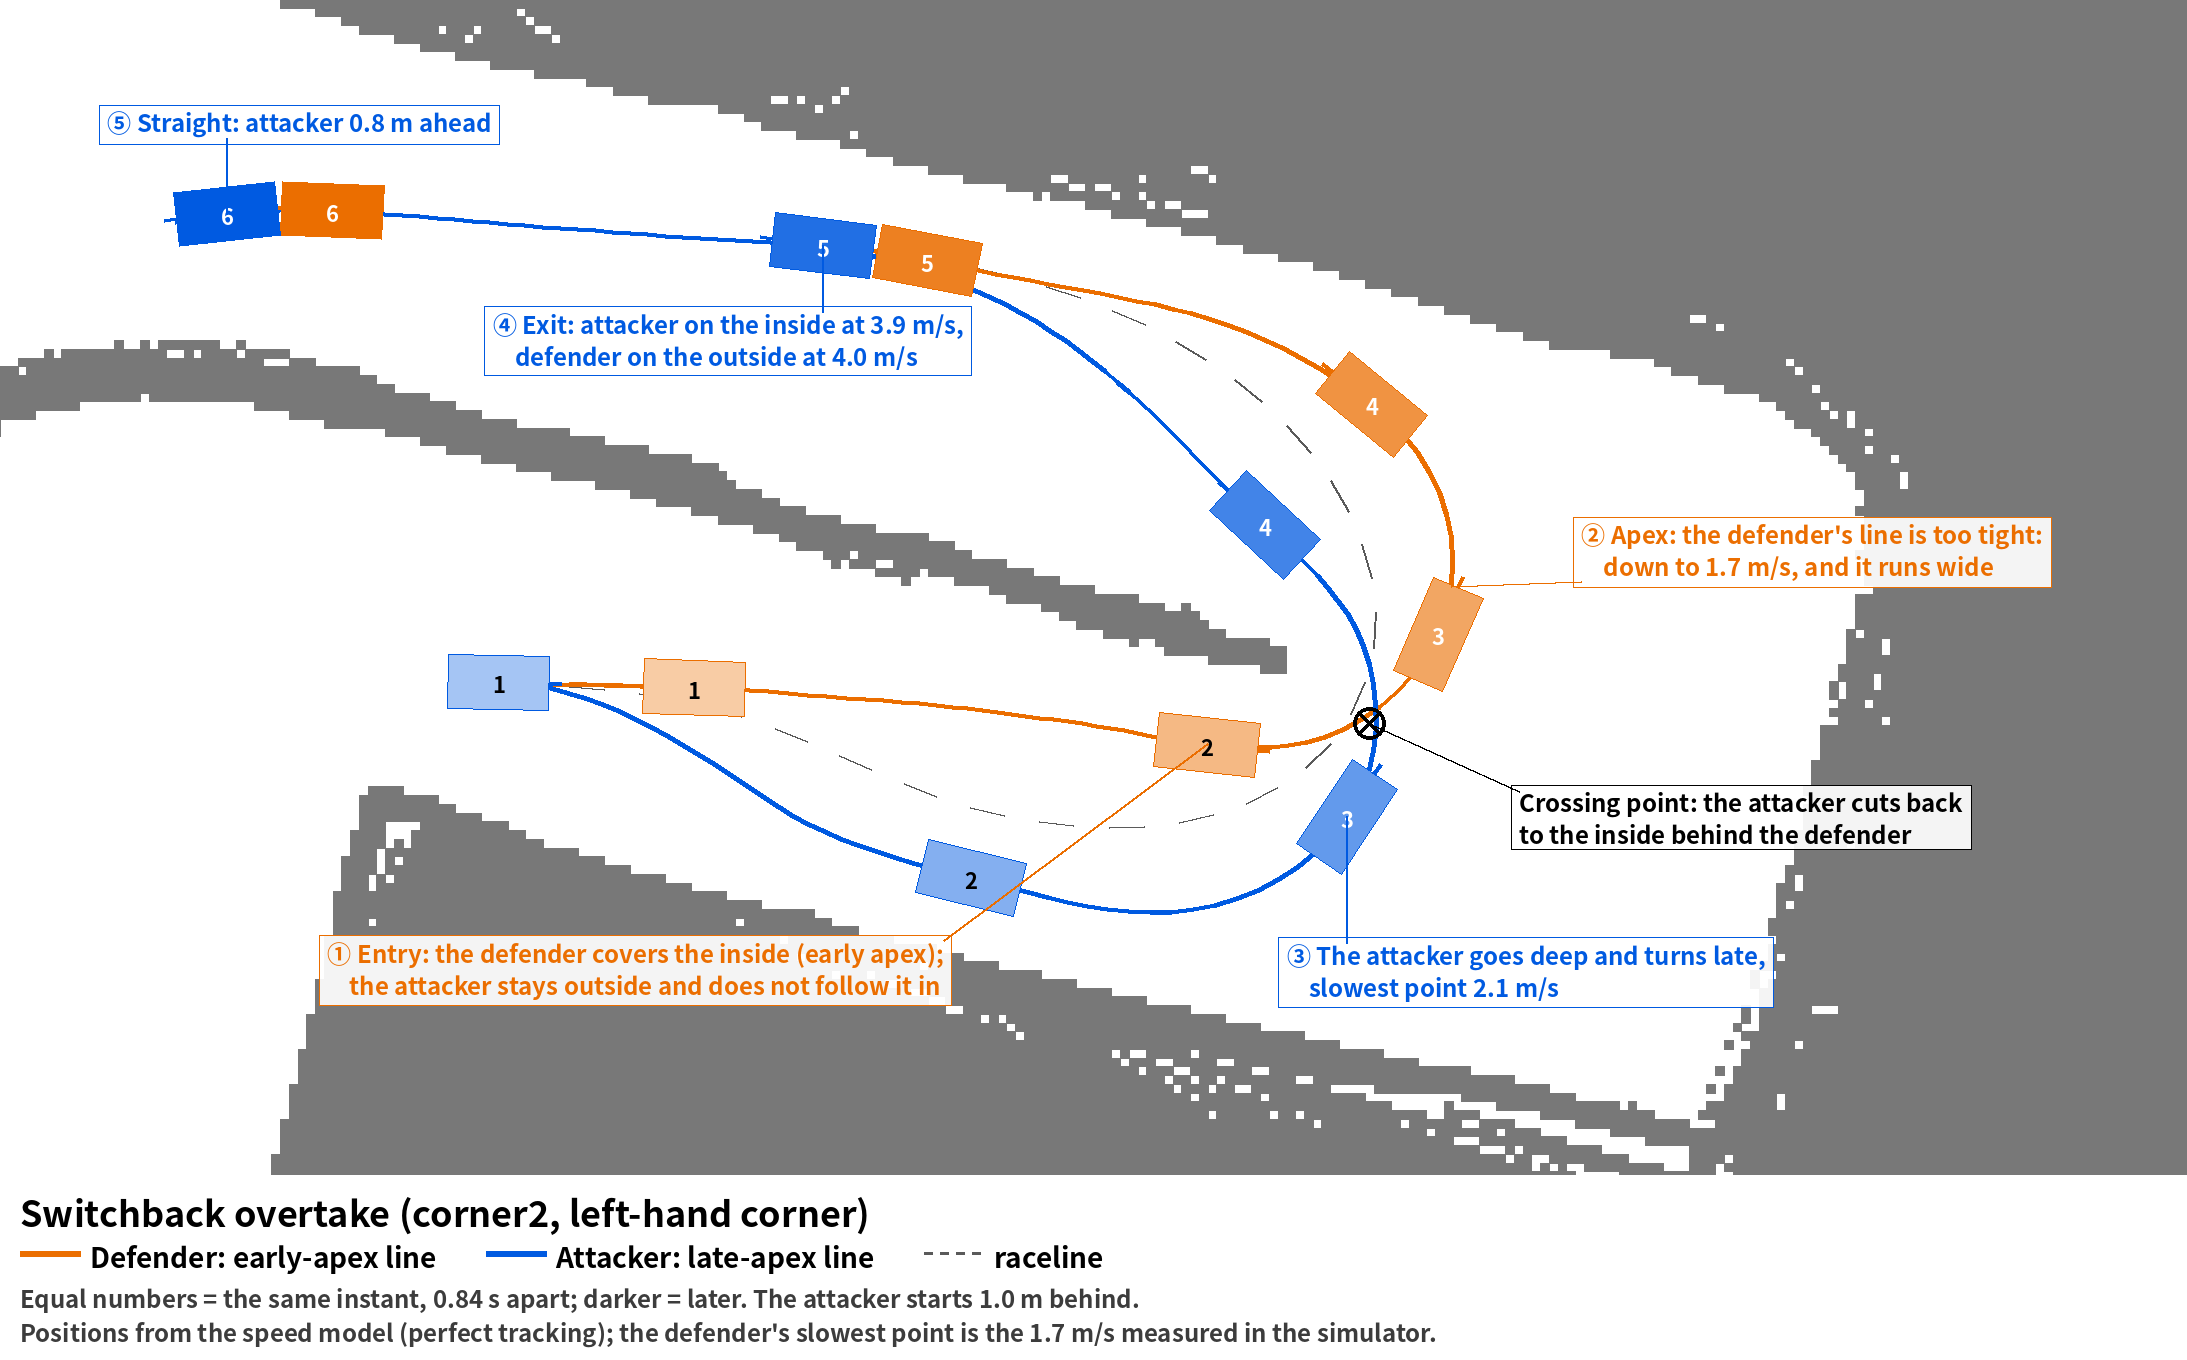 ⑤ Straight: attacker 0.8 m ahead
6
6
5
5
④ Exit: attacker on the inside at 3.9 m/s,
defender on the outside at 4.0 m/s
4
4
② Apex: the defender's line is too tight:
down to 1.7 m/s, and it runs wide
3
1
1
2
Crossing point: the attacker cuts back
to the inside behind the defender
3
2
① Entry: the defender covers the inside (early apex);
the attacker stays outside and does not follow it in
③ The attacker goes deep and turns late,
slowest point 2.1 m/s
Switchback overtake (corner2, left-hand corner)
Defender: early-apex line Attacker: late-apex line raceline
Equal numbers = the same instant, 0.84 s apart; darker = later. The attacker starts 1.0 m behind.
Positions from the speed model (perfect tracking); the defender's slowest point is the 1.7 m/s measured in the simulator.